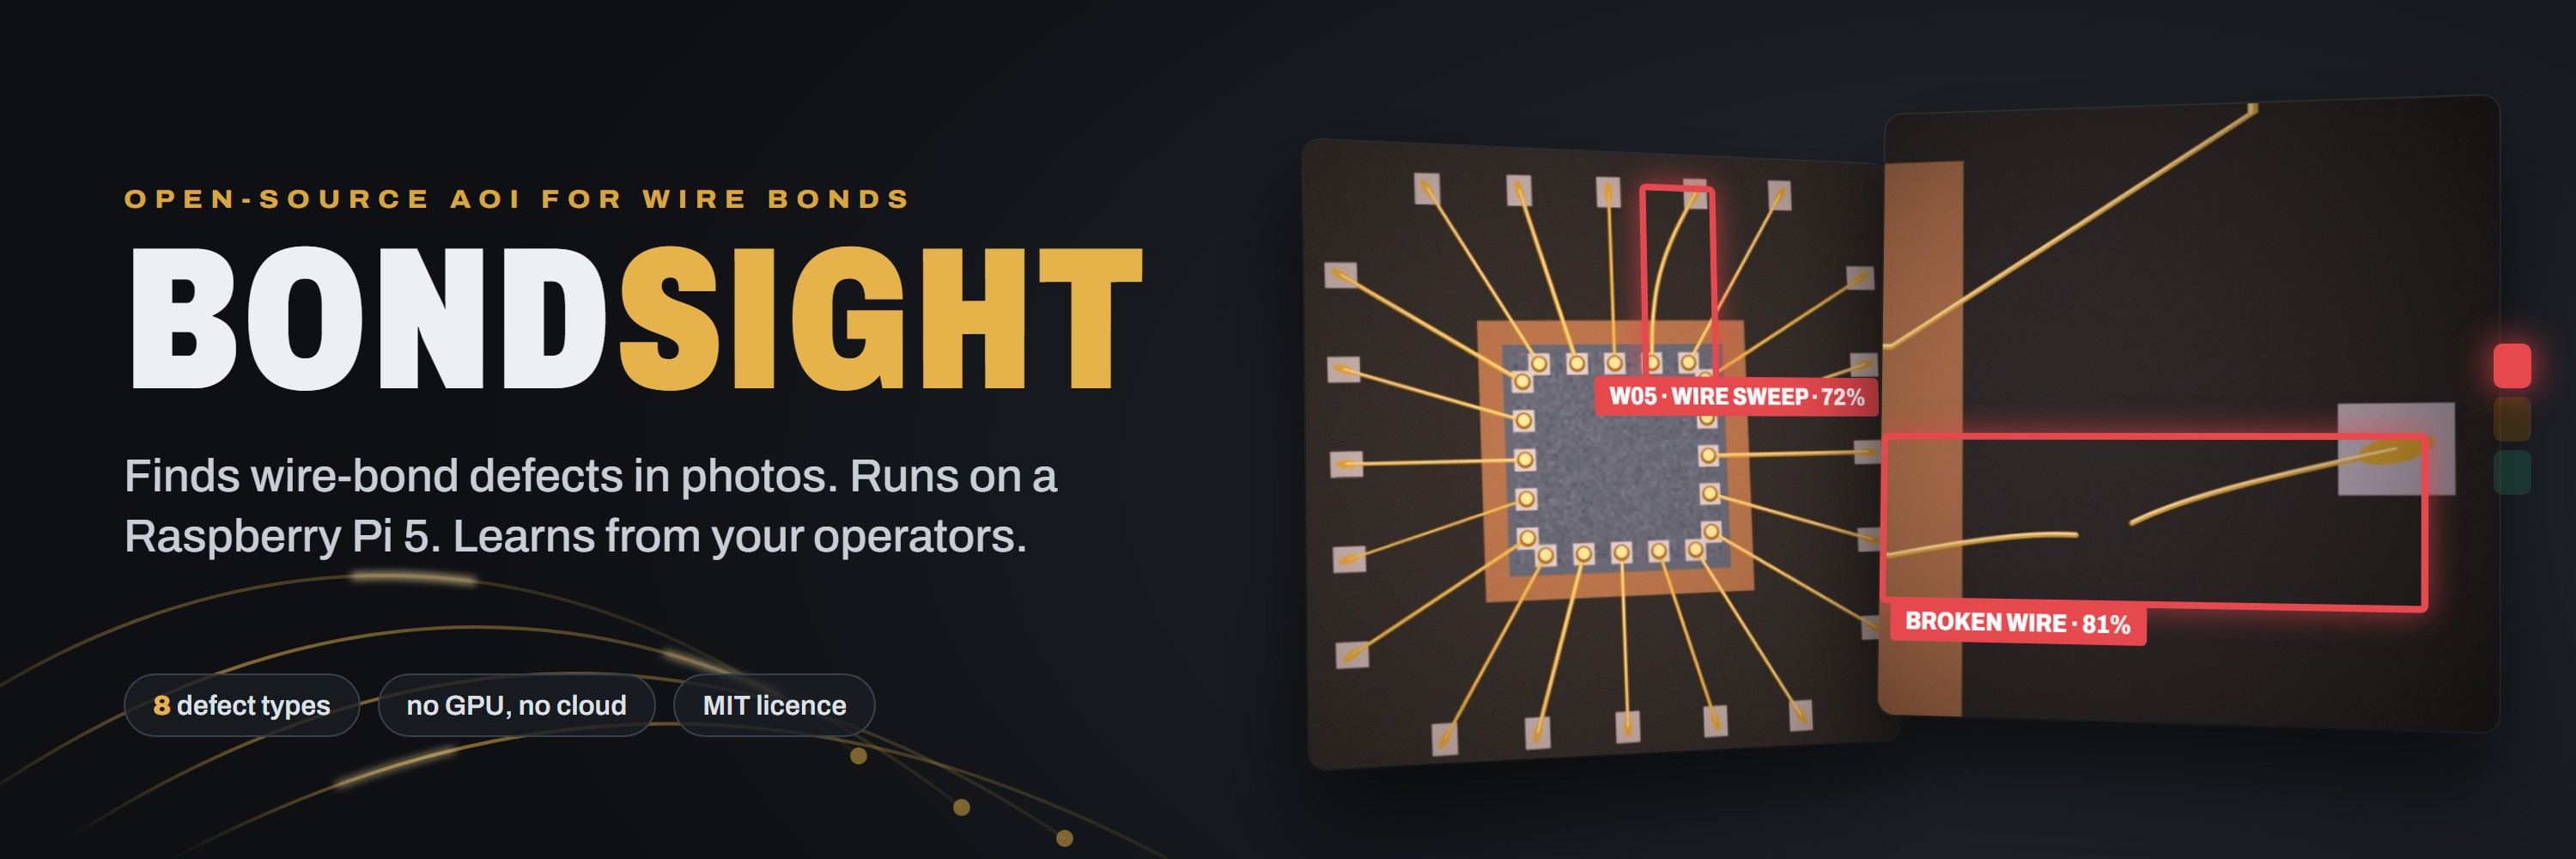 OPEN-SOURCE AOI FOR WIRE BONDS
BONDSIGHT
Finds wire-bond defects in photos. Runs on a
Raspberry Pi 5. Learns from your operators.
8 defect types
no GPU, no cloud
MIT licence
W05 · WIRE SWEEP · 72%
BROKEN WIRE · 81%